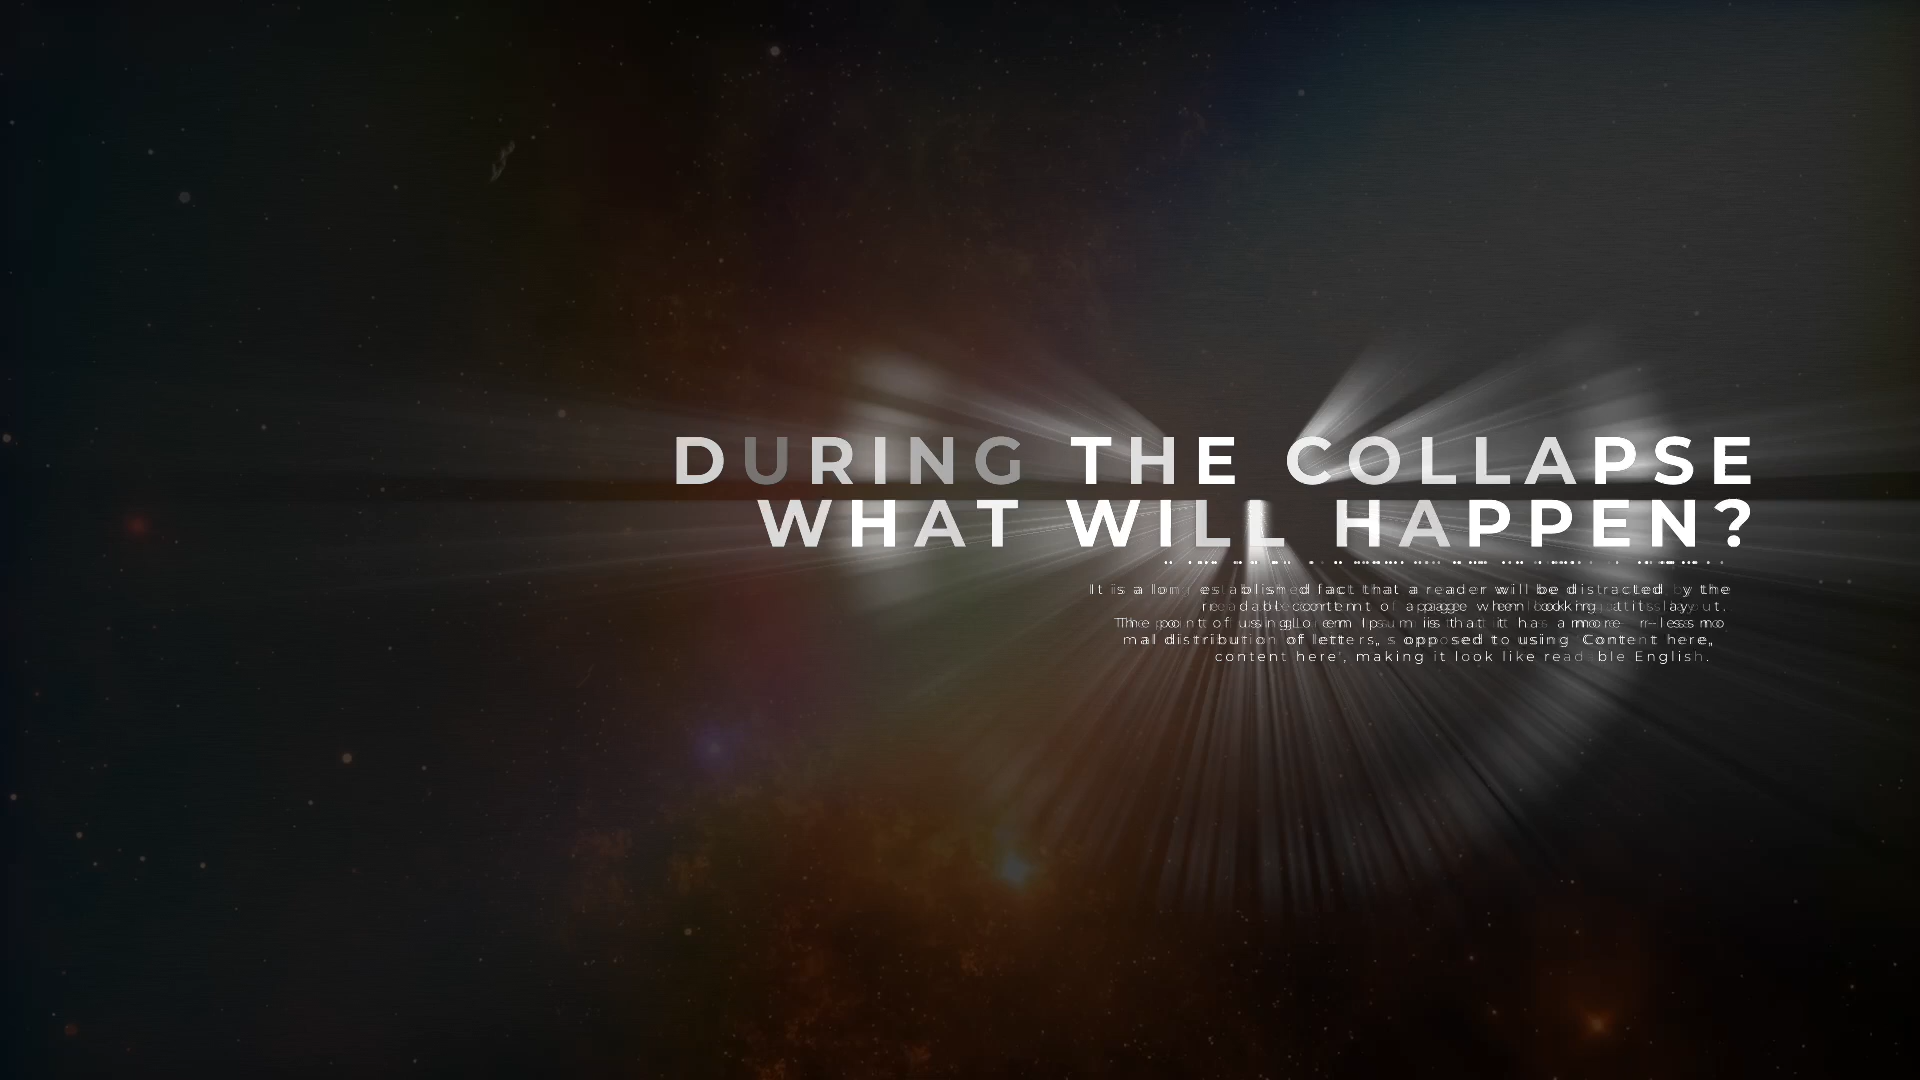 DURING THE COLLAPSE
WHAT WILL HAPPEN?
It is a long established fact that a reader will be distracted by the
readable content of a page when looking at its layout.
The point of using Lorem Ipsum is that it has a more-or-less no
mal distribution of letters, opposed to using 'Content here,
content here', making it look like readable English.